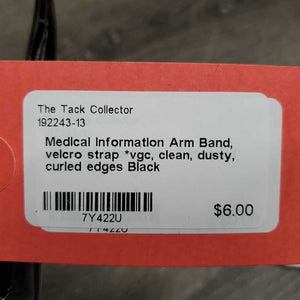 The Tack Collector
192243-13
Medical Information Arm Band,
velcro strap *vgc, clean, dusty,
curled edges Black
7Y422U
$6.00
7Y422U